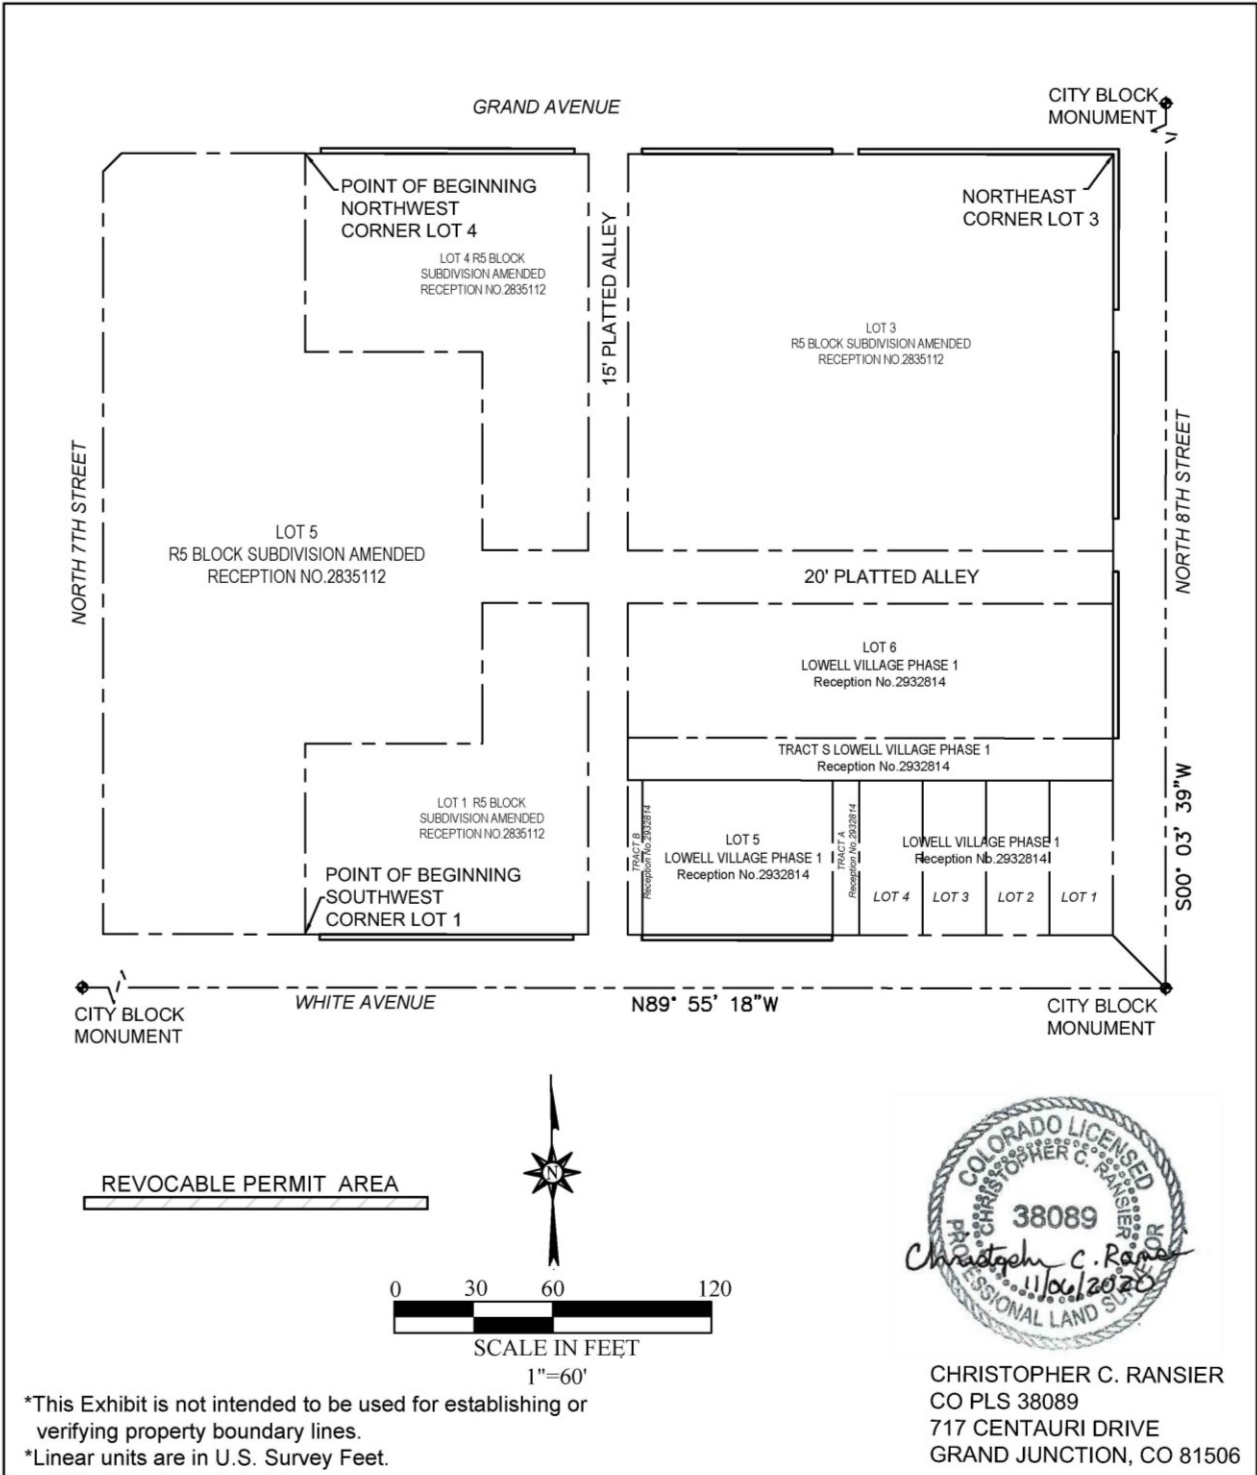 GRAND AVENUE
CITY BLOCK
MONUMENT
POINT OF BEGINNING
NORTHWEST
CORNER LOT 4
LOT 4 R5 BLOCK
SUBDIVISION AMENDED
RECEPTION NO.2835112
15' PLATTED ALLEY
NORTHEAST
CORNER LOT 3
LOT 3
R5 BLOCK SUBDIVISION AMENDED
RECEPTION NO.2835112
NORTH 7TH STREET
LOT 5
R5 BLOCK SUBDIVISION AMENDED
RECEPTION NO.2835112
NORTH 8TH STREET
20' PLATTED ALLEY
LOT 6
LOWELL VILLAGE PHASE 1
Reception No.2932814
TRACT S LOWELL VILLAGE PHASE 1
Reception No.2932814
S00° 03' 39"W
LOT 1 R5 BLOCK
SUBDIVISION AMENDED
RECEPTION NO.2835112
TRACT B
Reception No.2932814
LOT 5
LOWELL VILLAGE PHASE 1
Reception No.2932814
TRACT A
Reception No.2932814
LOWELL VILLAGE PHASE 1
Reception No.2932814
LOT 4
LOT 3
LOT 2
LOT 1
POINT OF BEGINNING
SOUTHWEST
CORNER LOT 1
CITY BLOCK
MONUMENT
WHITE AVENUE
N89° 55' 18"W
CITY BLOCK
MONUMENT
REVOCABLE PERMIT AREA
N
0 30 60 120
SCALE IN FEET
1"=60'
COLORADO LICENSED
CHRISTOPHER C. RANSIER
38089
Christopher C. Ransier
11/06/2020
PROFESSIONAL LAND SURVEYOR
CHRISTOPHER C. RANSIER
CO PLS 38089
717 CENTAURI DRIVE
GRAND JUNCTION, CO 81506
*This Exhibit is not intended to be used for establishing or
verifying property boundary lines.
*Linear units are in U.S. Survey Feet.